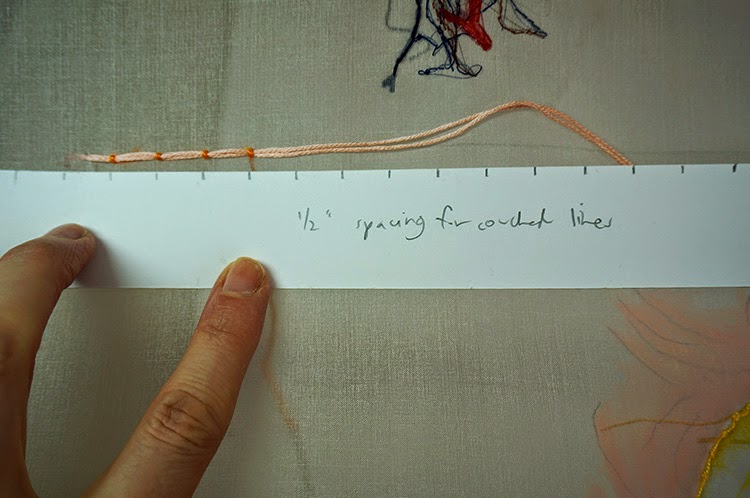 1/2" spacing for couched lines